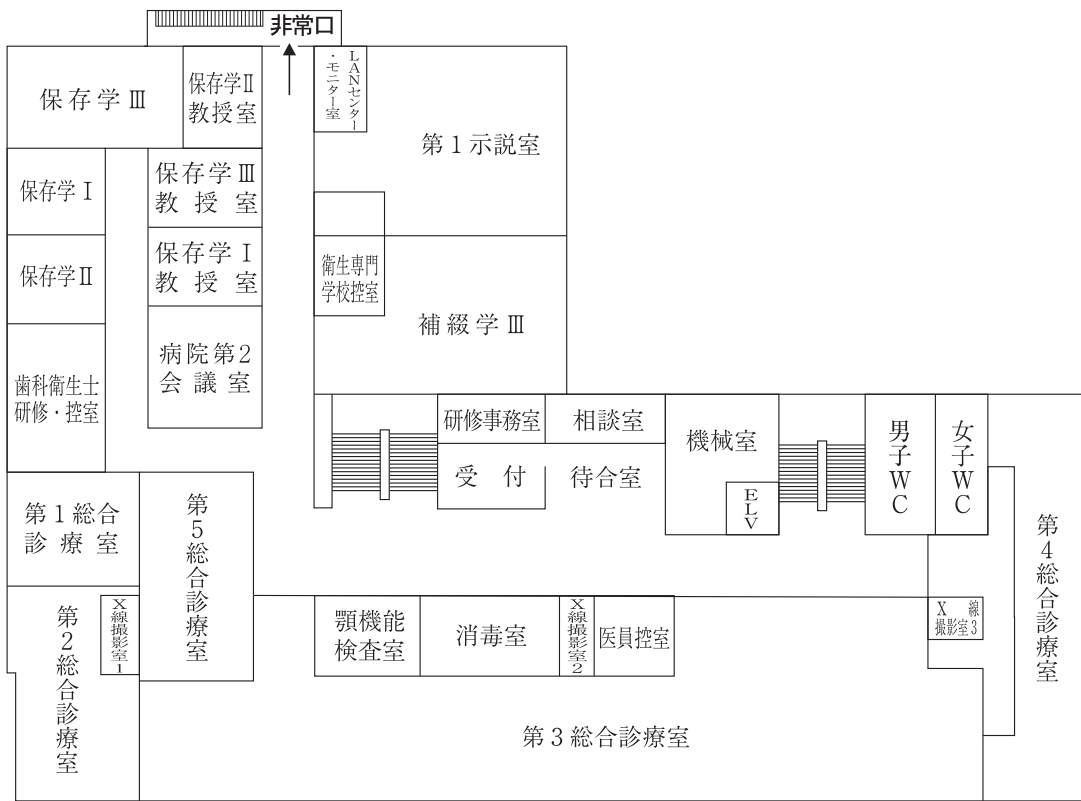 非常口
保存学Ⅲ
保存学Ⅱ
教授室
LANセンター
・モニター室
第1示説室
保存学Ⅰ
保存学Ⅲ
教授室
保存学Ⅱ
保存学Ⅰ
教授室
衛生専門
学校控室
補綴学Ⅲ
病院第2
会議室
歯科衛生士
研修・控室
研修事務室
相談室
機械室
男子WC
女子WC
受付
待合室
ELV
第1総合
診療室
第5総合診療室
第4総合診療室
第2総合診療室
X線撮影室1
顎機能
検査室
消毒室
X線撮影室2
医員控室
X線
撮影室3
第3総合診療室